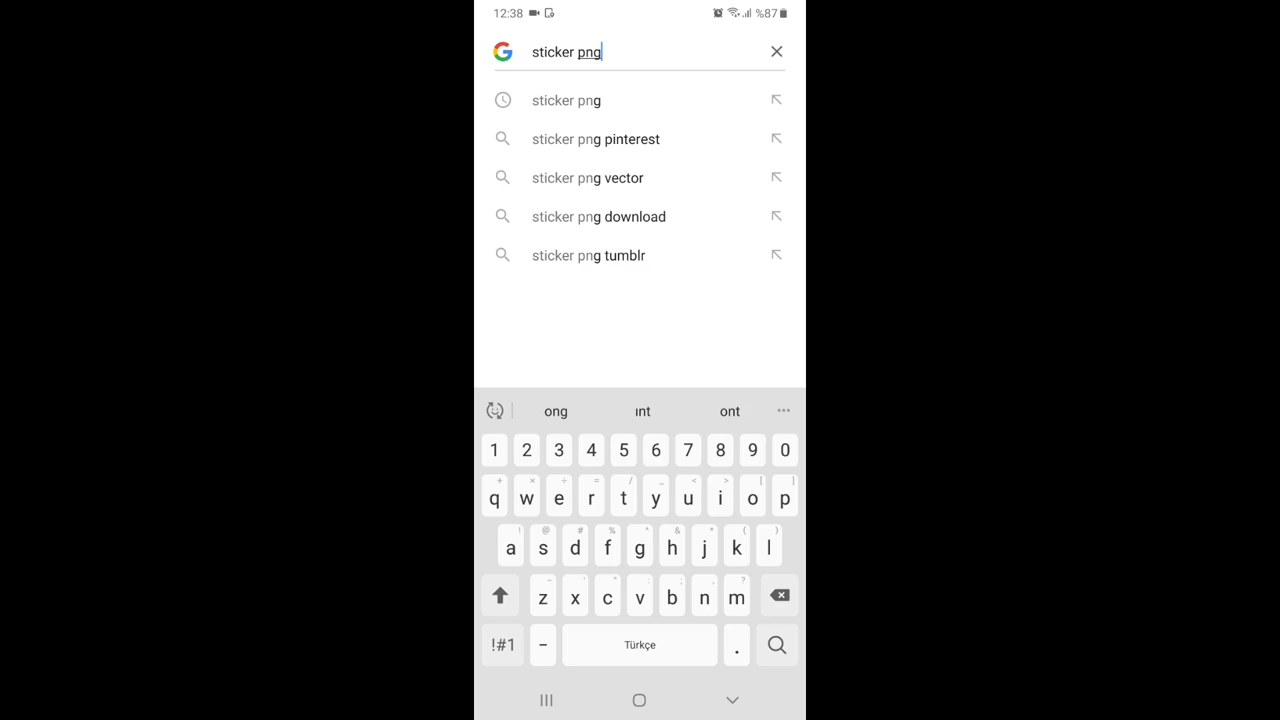 12:38 %87
sticker png
sticker png
sticker png pinterest
sticker png vector
sticker png download
sticker png tumblr
ong ınt ont
1 2 3 4 5 6 7 8 9 0
q w e r t y u i o p
a s d f g h j k l
z x c v b n m
!#1 - Türkçe .